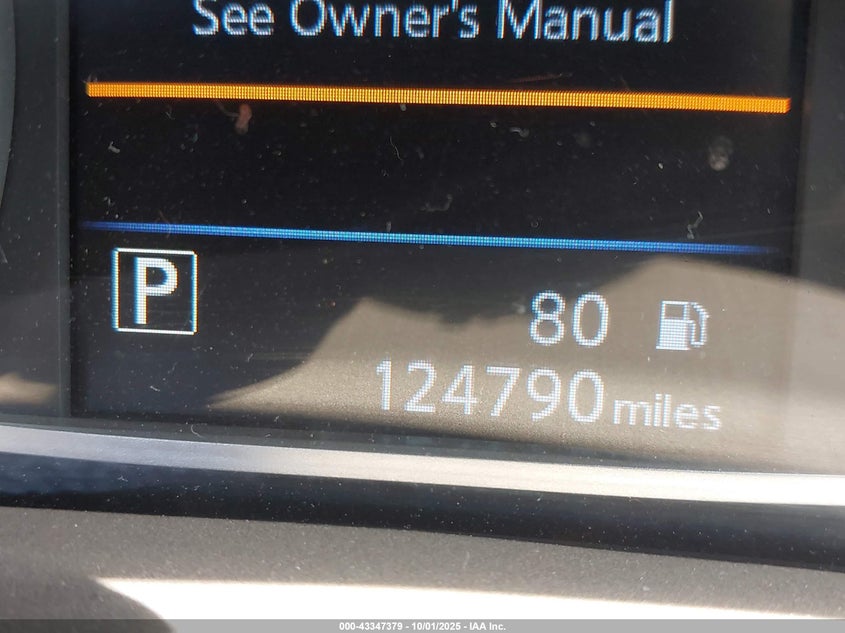 See Owner's Manual
P
80
124790 miles
000-43347379 - 10/01/2025 - IAA Inc.